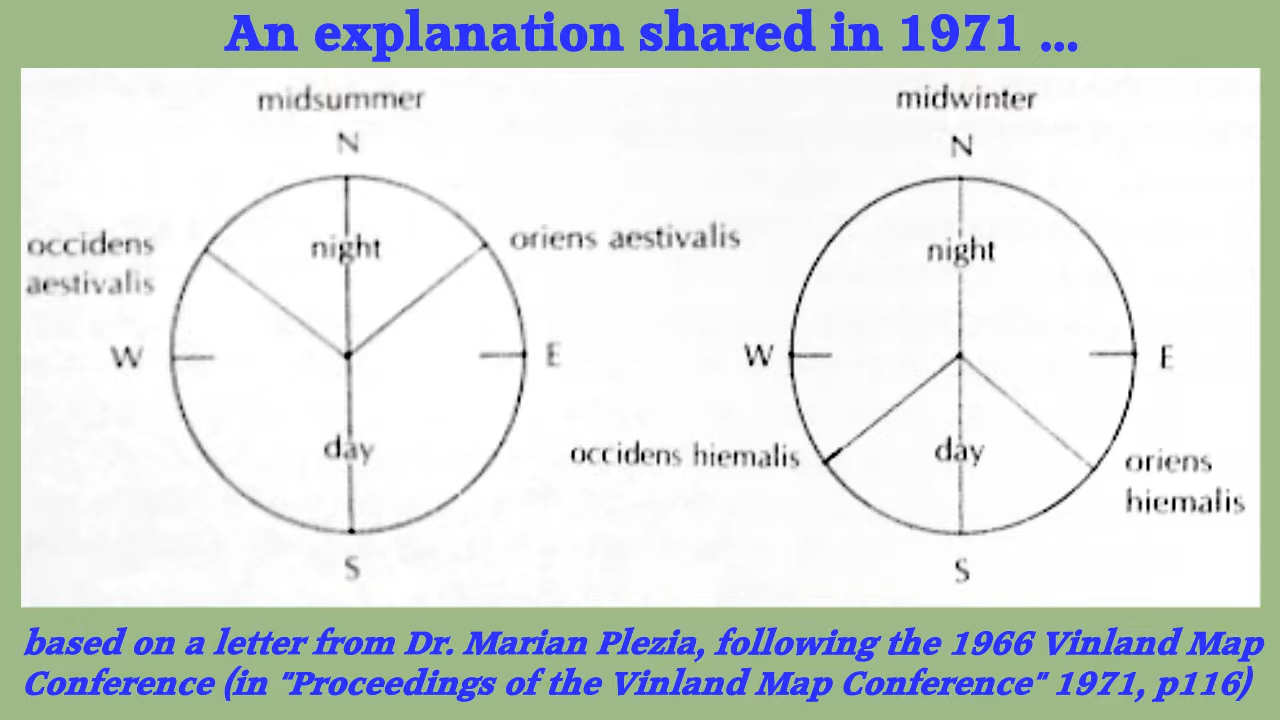 An explanation shared in 1971 ...
midsummer
N
occidens
aestivalis
night
oriens aestivalis
W
E
day
S
midwinter
N
night
W
E
occidens hiemalis
day
oriens
hiemalis
S
based on a letter from Dr. Marian Plezia, following the 1966 Vinland Map
Conference (in "Proceedings of the Vinland Map Conference" 1971, p116)